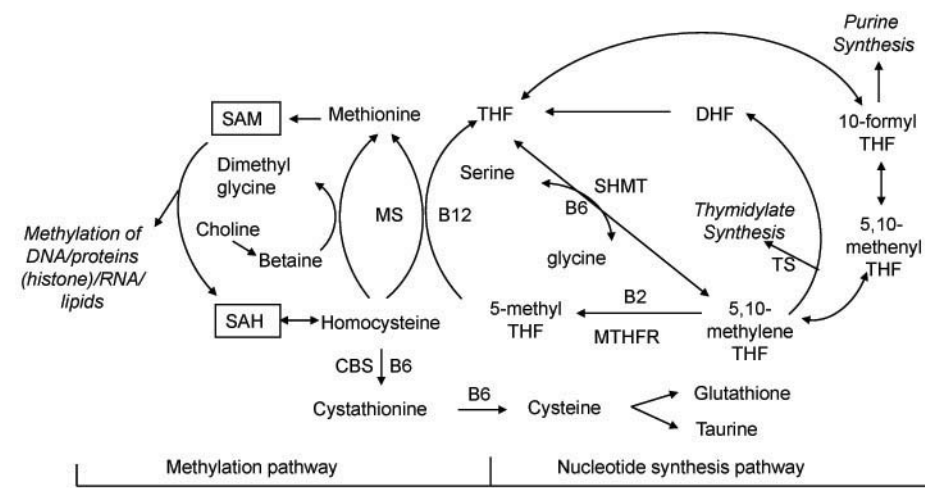 Purine
Synthesis
SAM
Methionine
THF
DHF
10-formyl
THF
Dimethyl
glycine
Serine
SHMT
B6
MS
B12
Choline
Betaine
glycine
Thymidylate
Synthesis
TS
5,10-
methenyl
THF
Methylation of
DNA/proteins
(histone)/RNA/
lipids
SAH
Homocysteine
5-methyl
THF
B2
MTHFR
5,10-
methylene
THF
CBS
B6
Cystathionine
B6
Cysteine
Glutathione
Taurine
Methylation pathway
Nucleotide synthesis pathway